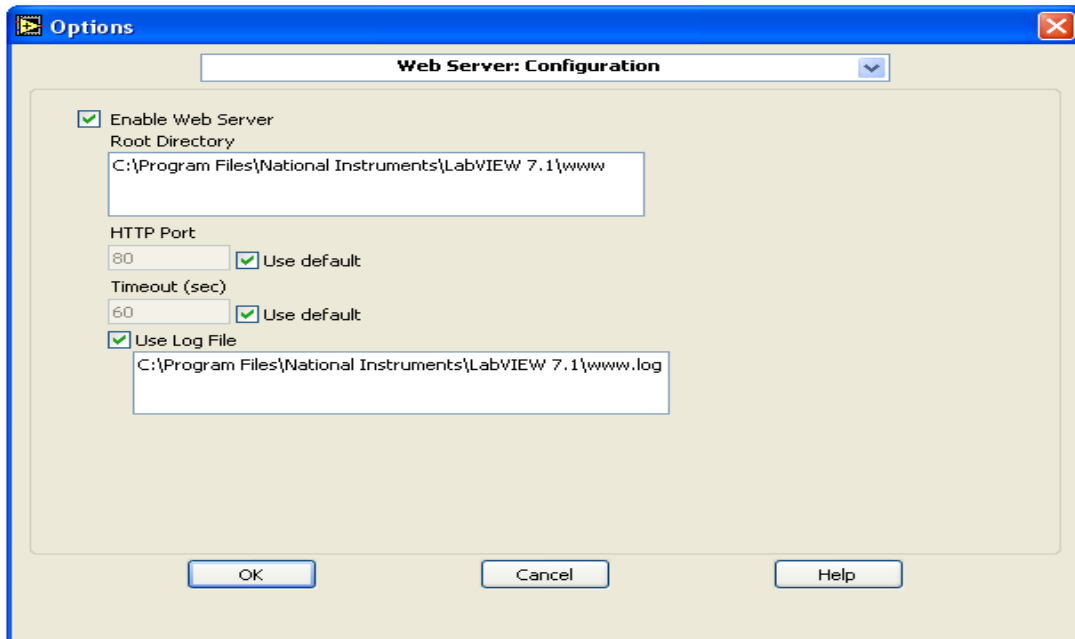 Options
Web Server: Configuration
Enable Web Server
Root Directory
C:\Program Files\National Instruments\LabVIEW 7.1\www
HTTP Port
80 Use default
Timeout (sec)
60 Use default
Use Log File
C:\Program Files\National Instruments\LabVIEW 7.1\www.log
OK Cancel Help